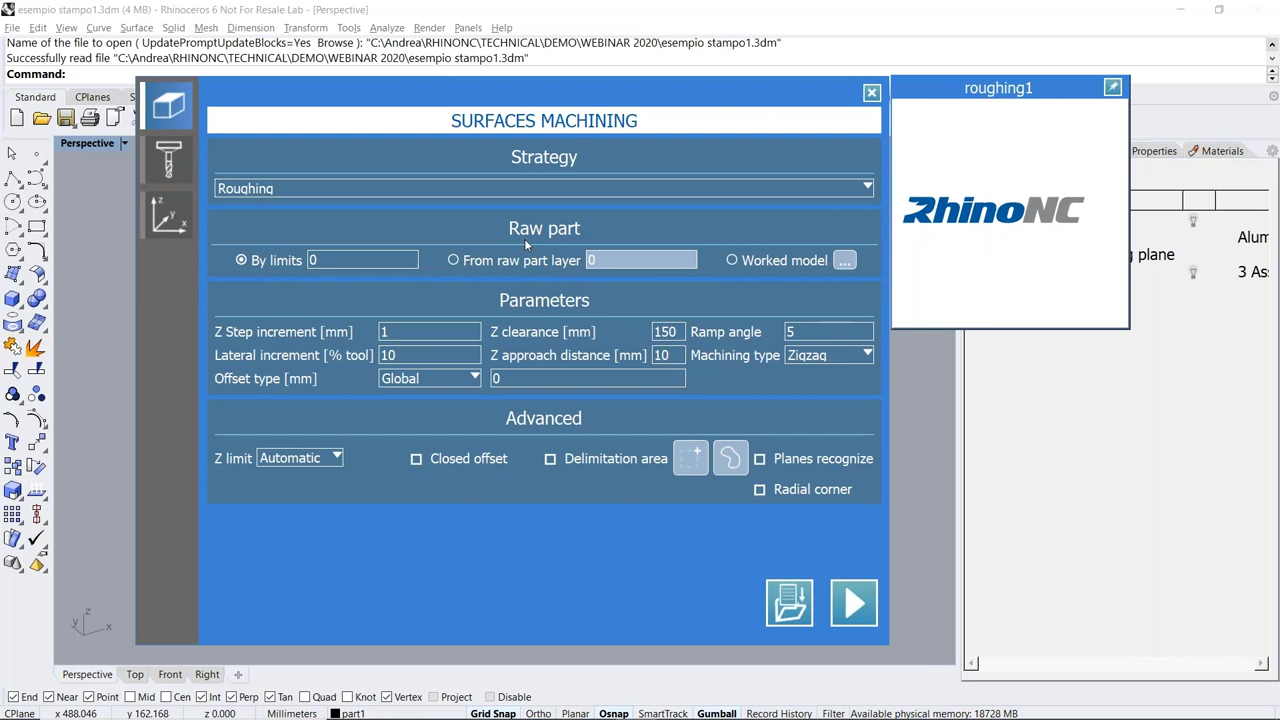 esempio stampo1.3dm (4 MB) - Rhinoceros 6 Not For Resale Lab - [Perspective]
File Edit View Curve Surface Solid Mesh Dimension Transform Tools Analyze Render Panels Help
Name of the file to open ( UpdatePromptUpdateBlocks=Yes Browse ): "C:\Andrea\RHINONC\TECHNICAL\DEMO\WEBINAR 2020\esempio stampo1.3dm"
Successfully read file "C:\Andrea\RHINONC\TECHNICAL\DEMO\WEBINAR 2020\esempio stampo1.3dm"
Command:
Standard CPlanes S
Perspective
SURFACES MACHINING
Strategy
Roughing
Raw part
By limits 0 From raw part layer 0 Worked model ...
Parameters
Z Step increment [mm] 1 Z clearance [mm] 150 Ramp angle 5
Lateral increment [% tool] 10 Z approach distance [mm] 10 Machining type Zigzag
Offset type [mm] Global 0
Advanced
Z limit Automatic Closed offset Delimitation area Planes recognize
Radial corner
roughing1
RhinoNC
Properties Materials
Alum
g plane
3 Ass
z
y x
z
y x
Perspective Top Front Right
End Near Point Mid Cen Int Perp Tan Quad Knot Vertex Project Disable
CPlane x 488.046 y 162.168 z 0.000 Millimeters part1 Grid Snap Ortho Planar Osnap SmartTrack Gumball Record History Filter Available physical memory: 18728 MB